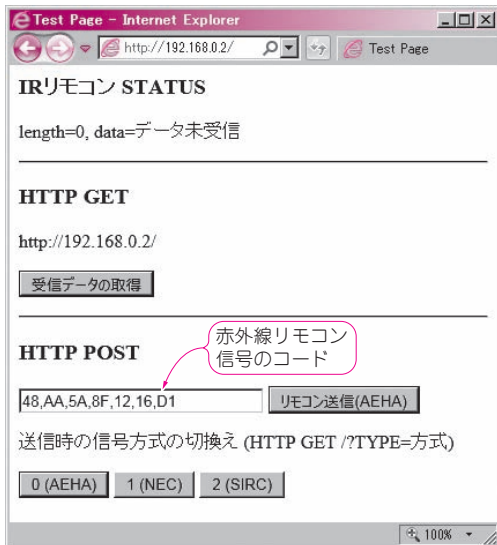 Test Page - Internet Explorer
http://192.168.0.2/
Test Page
IRリモコン STATUS
length=0, data=データ未受信
HTTP GET
http://192.168.0.2/
受信データの取得
赤外線リモコン
信号のコード
HTTP POST
48,AA,5A,8F,12,16,D1
リモコン送信(AEHA)
送信時の信号方式の切換え (HTTP GET /?TYPE=方式)
0 (AEHA) 1 (NEC) 2 (SIRC)
100%